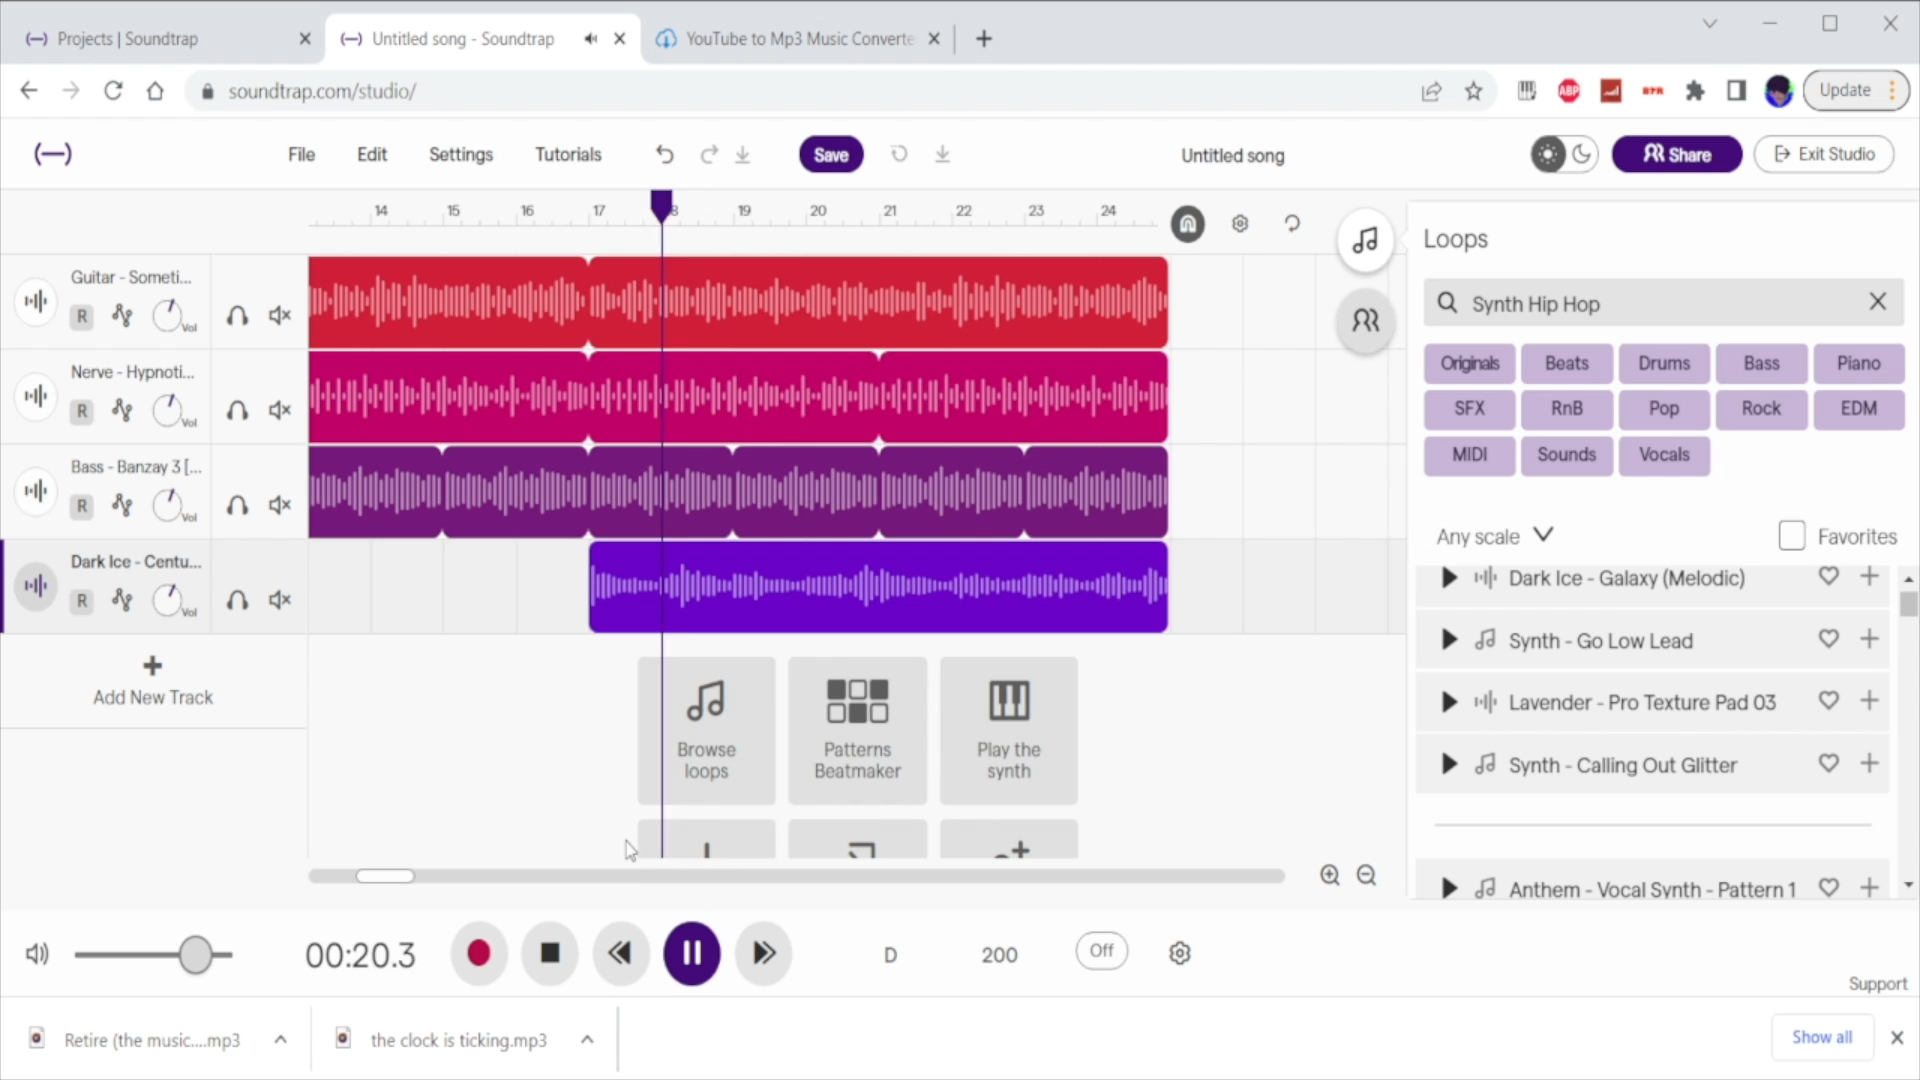 Projects | Soundtrap
Untitled song - Soundtrap
YouTube to Mp3 Music Converte
soundtrap.com/studio/
ABP
Update
File
Edit
Settings
Tutorials
Save
Untitled song
Share
Exit Studio
14 15 16 17 8 19 20 21 22 23 24
Loops
Synth Hip Hop
Guitar - Someti...
R
Vol
Nerve - Hypnoti...
R
Vol
Bass - Banzay 3 [...
R
Vol
Dark Ice - Centu...
R
Vol
Add New Track
Originals
Beats
Drums
Bass
Piano
SFX
RnB
Pop
Rock
EDM
MIDI
Sounds
Vocals
Any scale
Favorites
Dark Ice - Galaxy (Melodic)
Synth - Go Low Lead
Lavender - Pro Texture Pad 03
Synth - Calling Out Glitter
Anthem - Vocal Synth - Pattern 1
Browse
loops
Patterns
Beatmaker
Play the
synth
00:20.3
D
200
Off
Support
Retire (the music....mp3
the clock is ticking.mp3
Show all